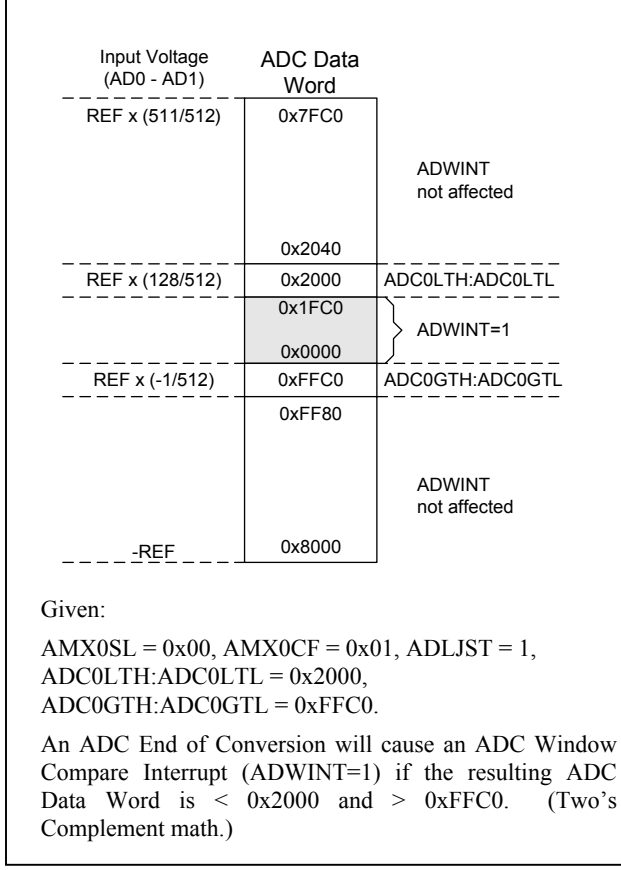 Input Voltage
(AD0 - AD1)
ADC Data
Word
REF x (511/512)
0x7FC0
ADWINT
not affected
0x2040
REF x (128/512)
0x2000
ADC0LTH:ADC0LTL
0x1FC0
ADWINT=1
0x0000
REF x (-1/512)
0xFFC0
ADC0GTH:ADC0GTL
0xFF80
ADWINT
not affected
-REF
0x8000
Given:
AMX0SL = 0x00, AMX0CF = 0x01, ADLJST = 1,
ADC0LTH:ADC0LTL = 0x2000,
ADC0GTH:ADC0GTL = 0xFFC0.
An ADC End of Conversion will cause an ADC Window
Compare Interrupt (ADWINT=1) if the resulting ADC
Data Word is < 0x2000 and > 0xFFC0. (Two’s
Complement math.)